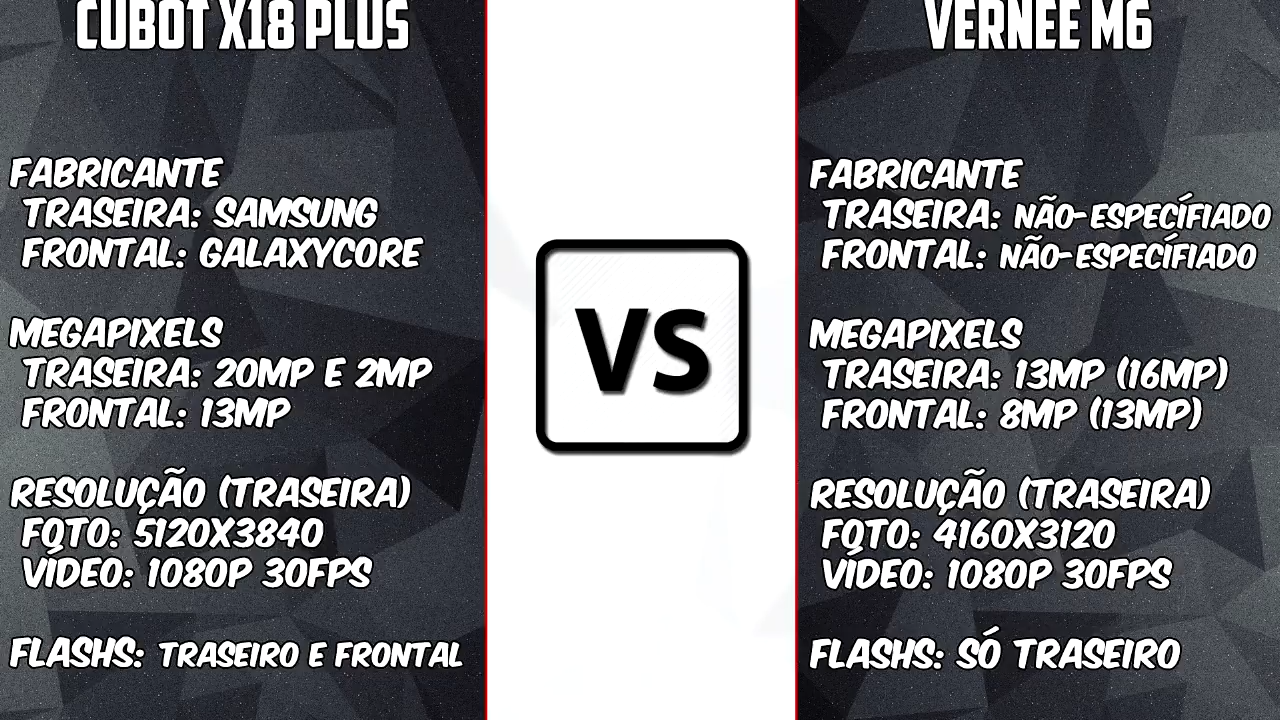 CUBOT X18 PLUS
FABRICANTE
TRASEIRA: SAMSUNG
FRONTAL: GALAXYCORE
MEGAPIXELS
TRASEIRA: 20MP E 2MP
FRONTAL: 13MP
RESOLUÇÃO (TRASEIRA)
FOTO: 5120X3840
VÍDEO: 1080P 30FPS
FLASHS: TRASEIRO E FRONTAL
VS
VERNEE M6
FABRICANTE
TRASEIRA: NÃO-ESPECÍFIADO
FRONTAL: NÃO-ESPECÍFIADO
MEGAPIXELS
TRASEIRA: 13MP (16MP)
FRONTAL: 8MP (13MP)
RESOLUÇÃO (TRASEIRA)
FOTO: 4160X3120
VÍDEO: 1080P 30FPS
FLASHS: SÓ TRASEIRO